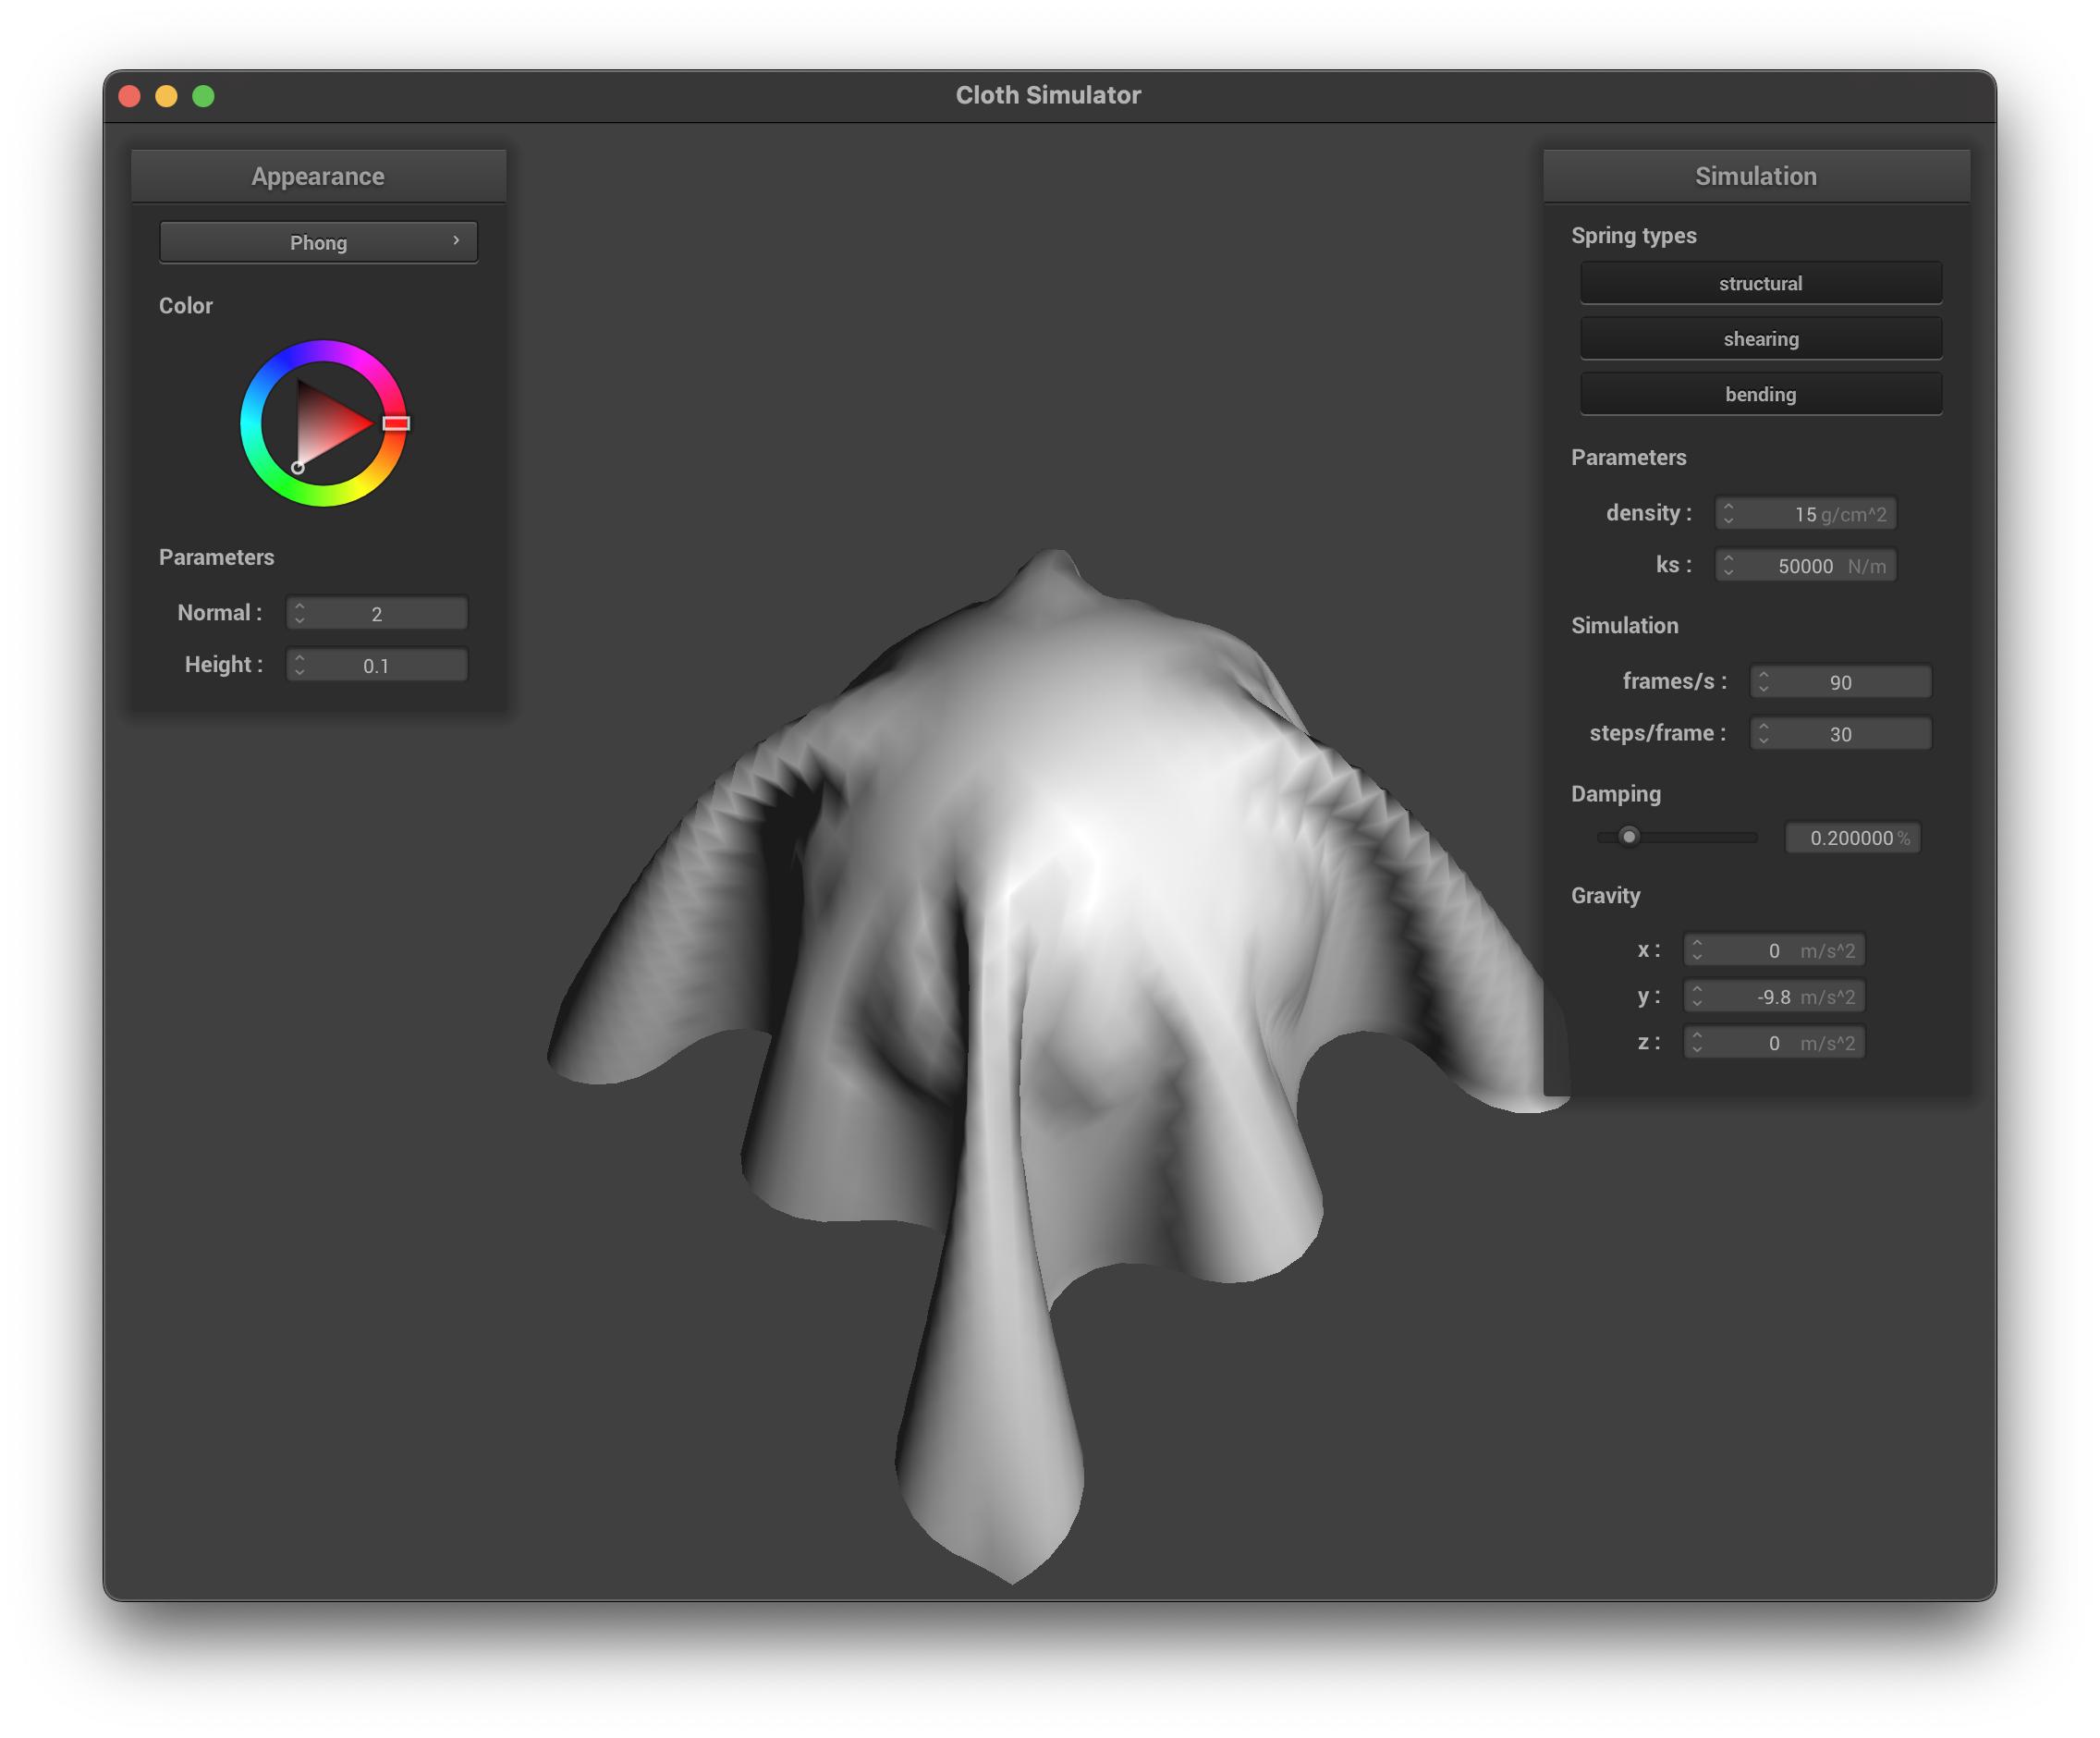 Cloth Simulator
Appearance
Phong
Color
Parameters
Normal : 2
Height : 0.1
Simulation
Spring types
structural
shearing
bending
Parameters
density : 15 g/cm^2
ks : 50000 N/m
Simulation
frames/s : 90
steps/frame : 30
Damping
0.200000 %
Gravity
x : 0 m/s^2
y : -9.8 m/s^2
z : 0 m/s^2